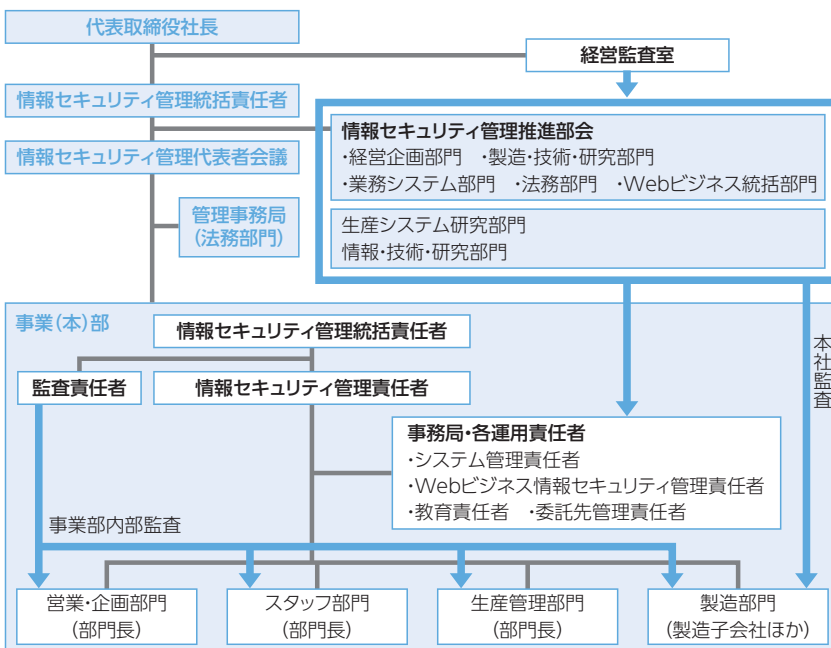 代表取締役社長
経営監査室
情報セキュリティ管理統括責任者
情報セキュリティ管理代表者会議
情報セキュリティ管理推進部会
・経営企画部門 ・製造・技術・研究部門
・業務システム部門 ・法務部門 ・Webビジネス統括部門
管理事務局
(法務部門)
生産システム研究部門
情報・技術・研究部門
事業(本)部
情報セキュリティ管理統括責任者
本社監査
監査責任者
情報セキュリティ管理責任者
事務局・各運用責任者
・システム管理責任者
・Webビジネス情報セキュリティ管理責任者
・教育責任者 ・委託先管理責任者
事業部内部監査
営業・企画部門
(部門長)
スタッフ部門
(部門長)
生産管理部門
(部門長)
製造部門
(製造子会社ほか)